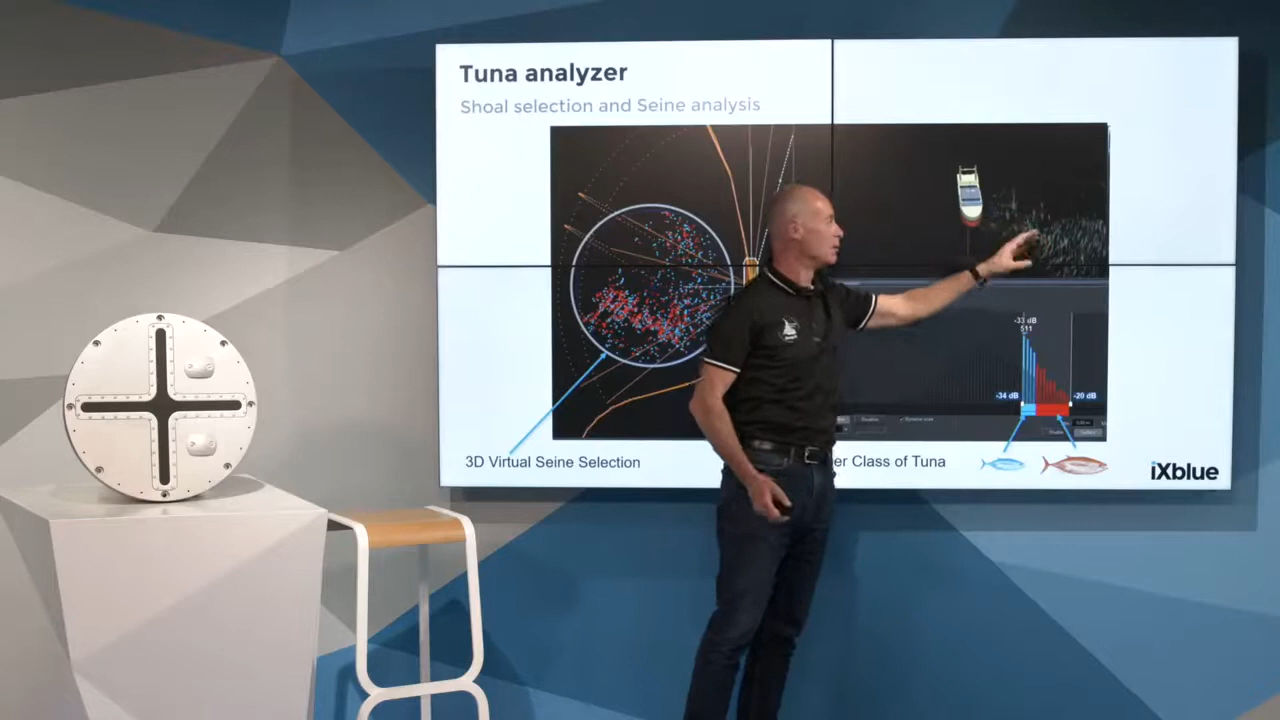 Tuna analyzer
Shoal selection and Seine analysis
-33 dB
511
-34 dB
-20 dB
3D Virtual Seine Selection
er Class of Tuna
iXblue